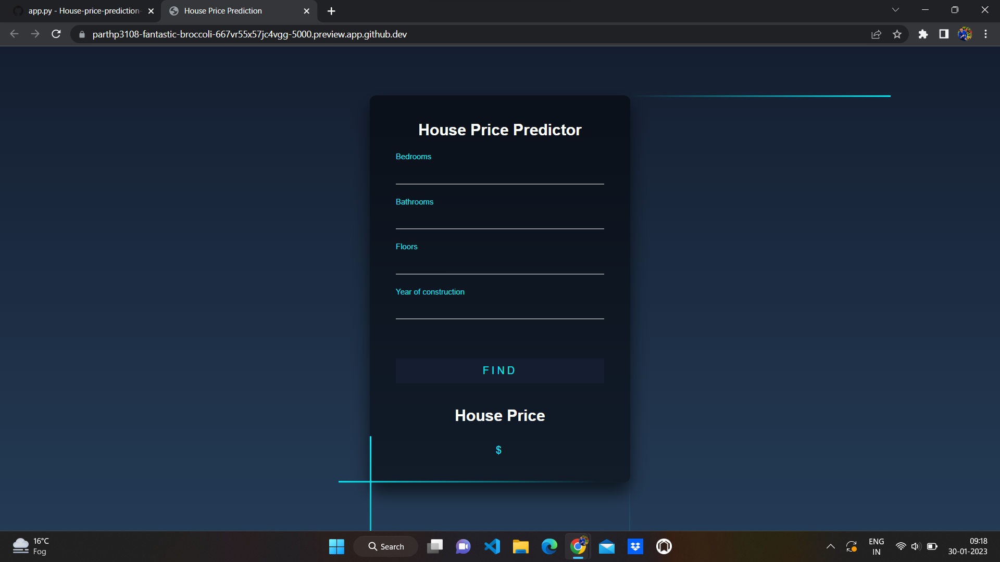 app.py - House-price-prediction-
House Price Prediction
parthp3108-fantastic-broccoli-667vr55x57jc4vgg-5000.preview.app.github.dev
House Price Predictor
Bedrooms
Bathrooms
Floors
Year of construction
FIND
House Price
$
16°C
Fog
Search
ENG
IN
09:18
30-01-2023